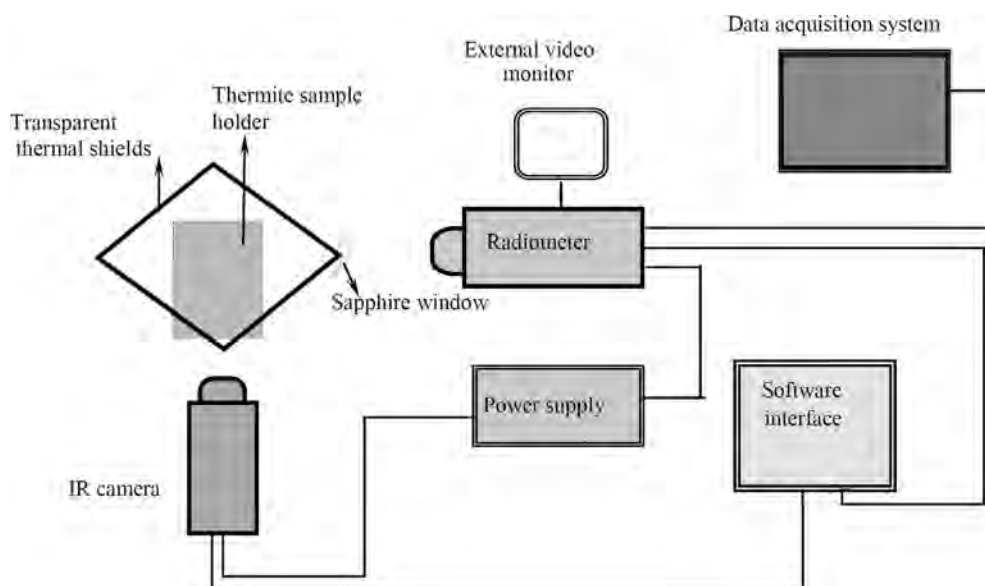 Data acquisition system
External video
monitor
Thermite sample
holder
Transparent
thermal shields
Radiometer
Sapphire window
Software
interface
Power supply
IR camera